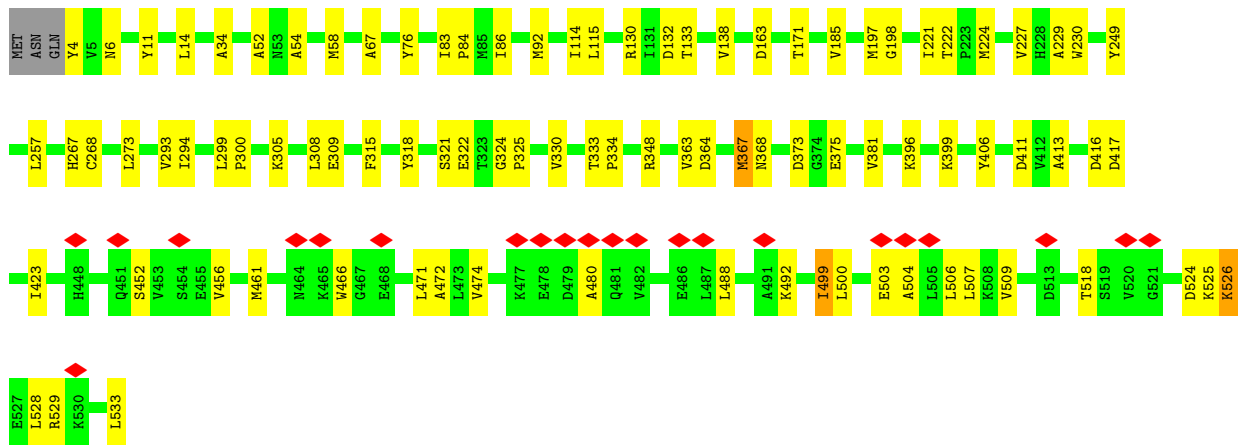 MET ASN GLN Y4 V5 N6 Y11 L14 A34 A52 N53 A54 M58 A67 Y76 I83 P84 M85 I86 M92 I114 L115 R130 I131 D132 T133 V138 D163 T171 V185 M197 G198 I221 T222 P223 M224 V227 H228 A229 W230 Y249
L257 H267 C268 L273 V293 I294 L299 P300 K305 L308 E309 F315 Y318 S321 E322 T323 G324 P325 V330 T333 P334 R348 V363 D364 M367 N368 D373 G374 E375 V381 K396 K399 Y406 D411 V412 A413 D416 D417
I423 H448 Q451 S452 V453 S454 E455 V456 M461 N464 K465 W466 G467 E468 L471 A472 L473 V474 K477 E478 D479 A480 Q481 V482 E486 L487 L488 A491 K492 I499 L500 E503 A504 L505 L506 L507 K508 V509 D513 T518 S519 V520 G521 D524 K525 K526
E527 L528 R529 K530 L533